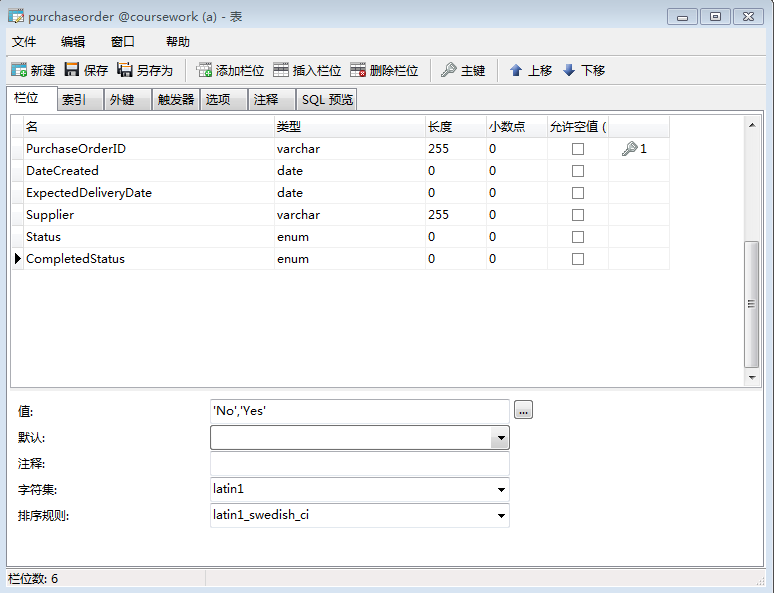 purchaseorder @coursework (a) - 表
文件 编辑 窗口 帮助
新建 保存 另存为 添加栏位 插入栏位 删除栏位 主键 上移 下移
栏位 索引 外键 触发器 选项 注释 SQL 预览
名 类型 长度 小数点 允许空值 (
PurchaseOrderID varchar 255 0 1
DateCreated date 0 0
ExpectedDeliveryDate date 0 0
Supplier varchar 255 0
Status enum 0 0
CompletedStatus enum 0 0
值: 'No','Yes' ...
默认:
注释:
字符集: latin1
排序规则: latin1_swedish_ci
栏位数: 6